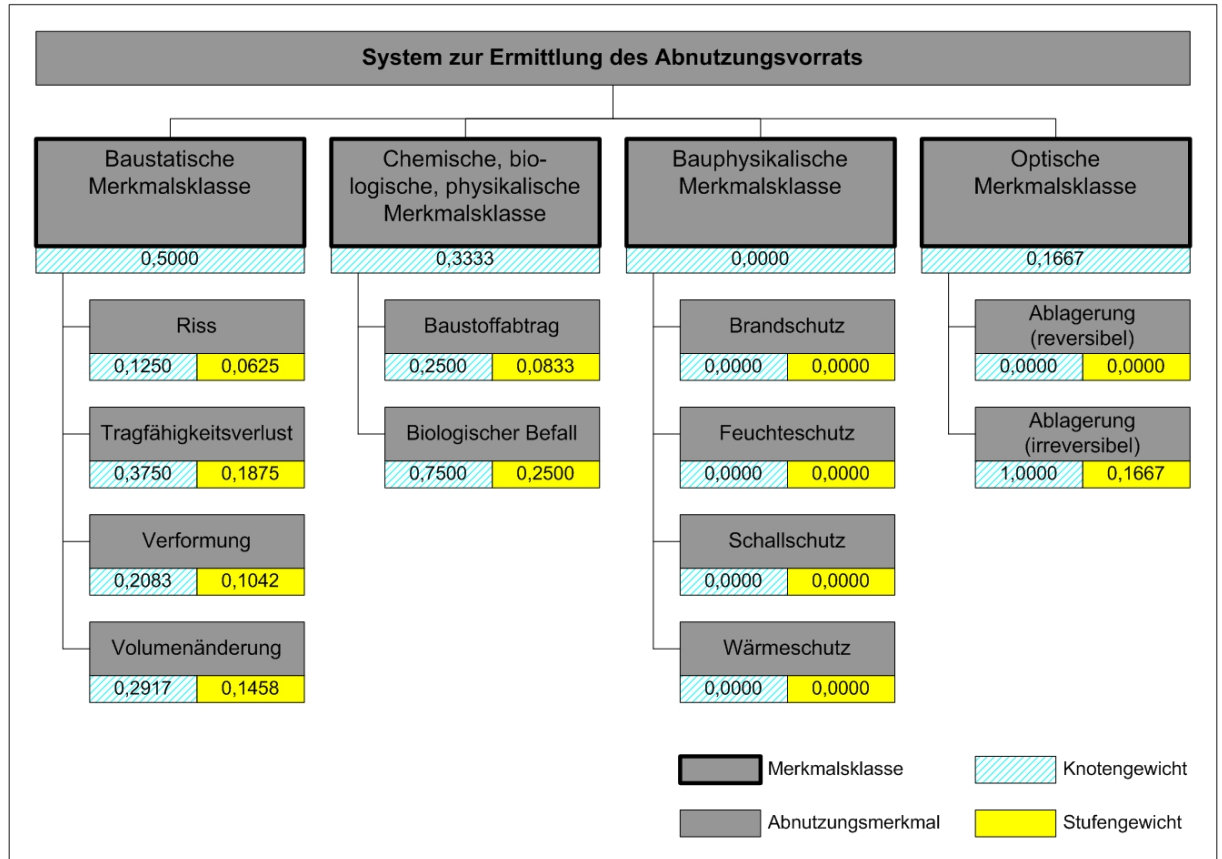 System zur Ermittlung des Abnutzungsvorrats
Baustatische
Merkmalsklasse
0,5000
Riss
0,1250 0,0625
Tragfähigkeitsverlust
0,3750 0,1875
Verformung
0,2083 0,1042
Volumenänderung
0,2917 0,1458
Chemische, bio-
logische, physikalische
Merkmalsklasse
0,3333
Baustoffabtrag
0,2500 0,0833
Biologischer Befall
0,7500 0,2500
Bauphysikalische
Merkmalsklasse
0,0000
Brandschutz
0,0000 0,0000
Feuchteschutz
0,0000 0,0000
Schallschutz
0,0000 0,0000
Wärmeschutz
0,0000 0,0000
Optische
Merkmalsklasse
0,1667
Ablagerung
(reversibel)
0,0000 0,0000
Ablagerung
(irreversibel)
1,0000 0,1667
Merkmalsklasse
Knotengewicht
Abnutzungsmerkmal
Stufengewicht